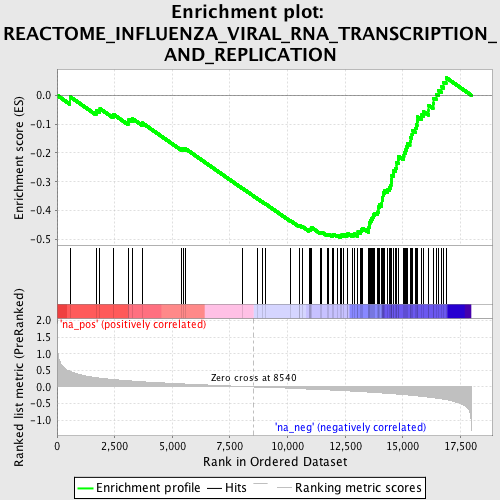 Enrichment plot:
REACTOME_INFLUENZA_VIRAL_RNA_TRANSCRIPTION_
AND_REPLICATION
Enrichment score (ES)
0.0
-0.1
-0.2
-0.3
-0.4
-0.5
'na_pos' (positively correlated)
Ranked list metric (PreRanked)
2.0
1.5
1.0
0.5
0.0
-0.5
-1.0
Zero cross at 8540
'na_neg' (negatively correlated)
0 2,500 5,000 7,500 10,000 12,500 15,000 17,500
Rank in Ordered Dataset
Enrichment profile Hits Ranking metric scores